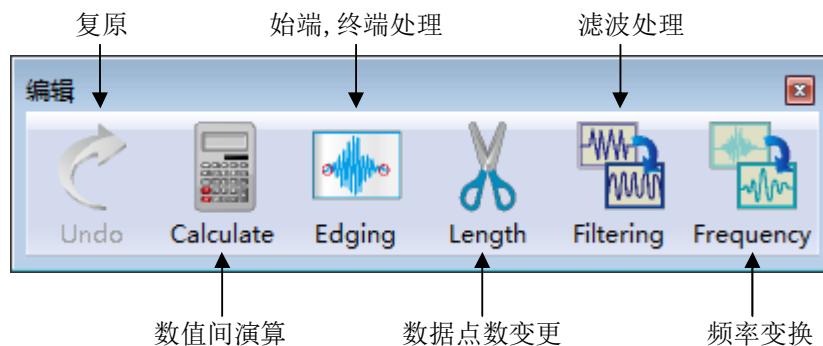 复原 始端,终端处理 滤波处理
编辑
Undo Calculate Edging Length Filtering Frequency
数值间演算 数据点数变更 频率变换